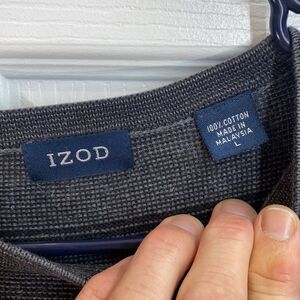 IZOD
100% COTTON
MADE IN
MALAYSIA
L